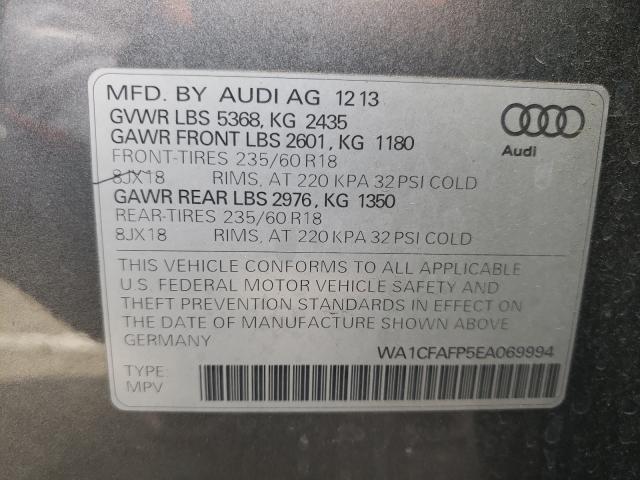 MFD. BY AUDI AG 12 13
GVWR LBS 5368, KG 2435
GAWR FRONT LBS 2601, KG 1180
FRONT-TIRES 235/60 R18
8JX18 RIMS, AT 220 KPA 32 PSI COLD
GAWR REAR LBS 2976, KG 1350
REAR-TIRES 235/60 R18
8JX18 RIMS, AT 220 KPA 32 PSI COLD
Audi
THIS VEHICLE CONFORMS TO ALL APPLICABLE
U.S. FEDERAL MOTOR VEHICLE SAFETY AND
THEFT PREVENTION STANDARDS IN EFFECT ON
THE DATE OF MANUFACTURE SHOWN ABOVE
GERMANY
WA1CFAFP5EA069994
TYPE:
MPV